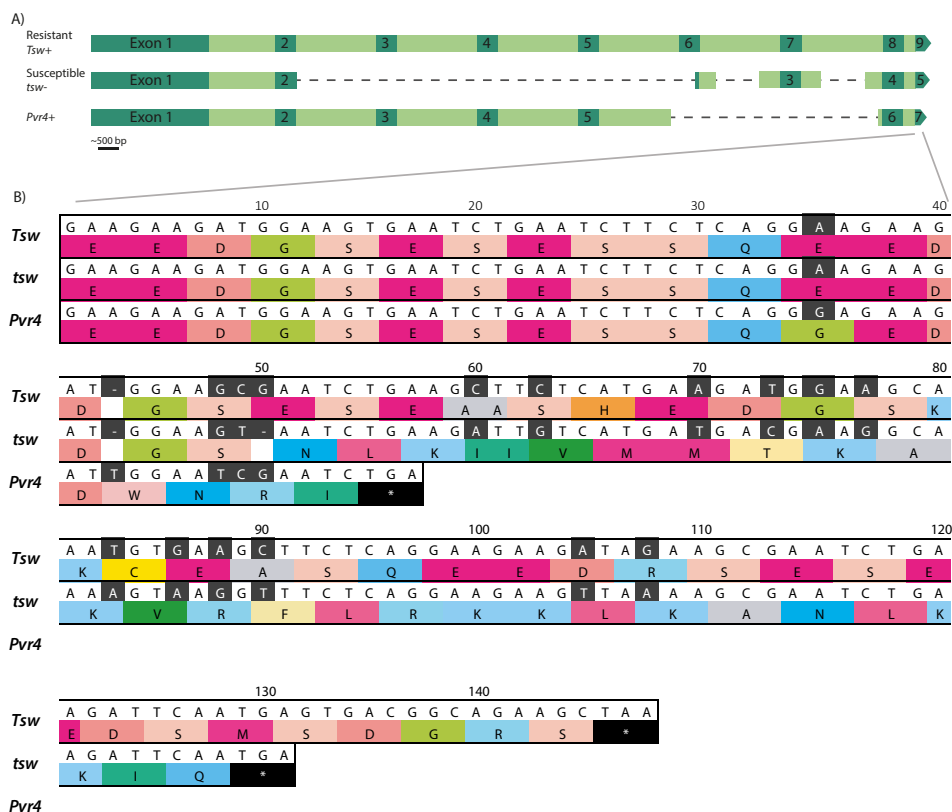 A)
Resistant
Tsw+
Exon 1 2 3 4 5 6 7 8 9
Susceptible
tsw-
Exon 1 2 3 4 5
Pvr4+
Exon 1 2 3 4 5 6 7
~500 bp
B)
10 20 30 40
Tsw G A A G A A G A T G G A A G T G A A T C T G A A T C T T C T C A G G A A G A A G
E E D G S E S E S S Q E E D
tsw G A A G A A G A T G G A A G T G A A T C T G A A T C T T C T C A G G A A G A A G
E E D G S E S E S S Q E E D
Pvr4 G A A G A A G A T G G A A G T G A A T C T G A A T C T T C T C A G G G A G A A G
E E D G S E S E S S Q G E D
50 60 70 80
Tsw A T - G G A A G C G A A T C T G A A G C T T C T C A T G A A G A T G G A A G C A
D G S E S E A A S H E D G S K
tsw A T - G G A A G T - A A T C T G A A G A T T G T C A T G A T G A C G A A G G C A
D G S N L K I I V M M T K A
Pvr4 A T T G G A A T C G A A T C T G A
D W N R I *
90 100 110 120
Tsw A A T G T G A A G C T T C T C A G G A A G A A G A T A G A A G C G A A T C T G A
K C E A S Q E E D R S E S E
tsw A A A G T A A G G T T T C T C A G G A A G A A G T T A A A A G C G A A T C T G A
K V R F L R K K L K A N L K
Pvr4
130 140
Tsw A G A T T C A A T G A G T G A C G G C A G A A G C T A A
E D S M S D G R S *
tsw A G A T T C A A T G A
K I Q *
Pvr4